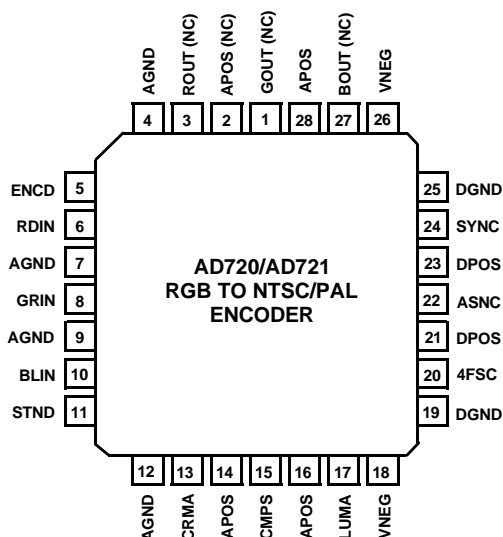 AGND
ROUT (NC)
APOS (NC)
GOUT (NC)
APOS
BOUT (NC)
VNEG
4
3
2
1
28
27
26
ENCD 5
RDIN 6
AGND 7
GRIN 8
AGND 9
BLIN 10
STND 11
AD720/AD721
RGB TO NTSC/PAL
ENCODER
25 DGND
24 SYNC
23 DPOS
22 ASNC
21 DPOS
20 4FSC
19 DGND
12
13
14
15
16
17
18
AGND
CRMA
APOS
CMPS
APOS
LUMA
VNEG